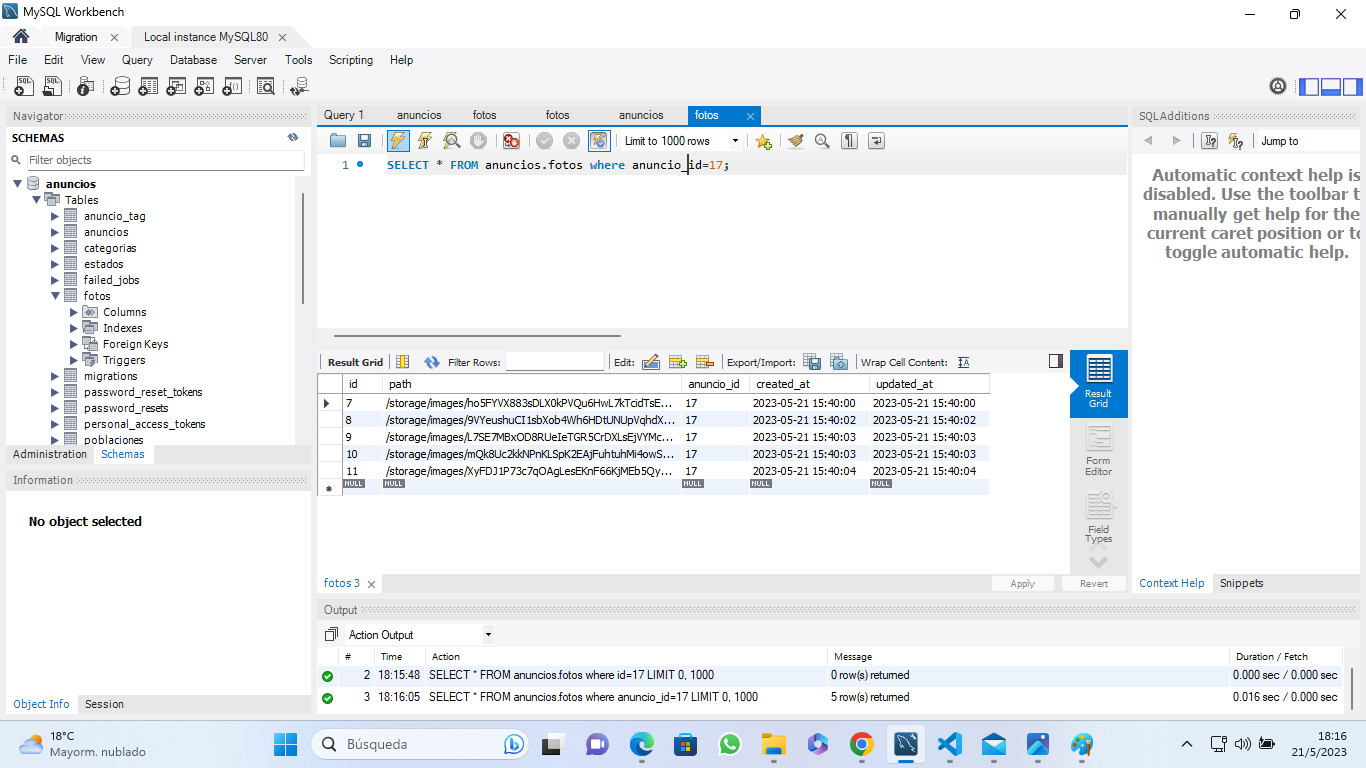 MySQL Workbench
Migration
Local instance MySQL80
File Edit View Query Database Server Tools Scripting Help
Navigator
SCHEMAS
Filter objects
anuncios
Tables
anuncio_tag
anuncios
categorias
estados
failed_jobs
fotos
Columns
Indexes
Foreign Keys
Triggers
migrations
password_reset_tokens
password_resets
personal_access_tokens
poblaciones
Administration Schemas
Information
No object selected
Object Info Session
Query 1 anuncios fotos fotos anuncios fotos
Limit to 1000 rows
1 SELECT * FROM anuncios.fotos where anuncio_id=17;
Result Grid Filter Rows: Edit: Export/Import: Wrap Cell Content:
id path anuncio_id created_at updated_at
7 /storage/images/ho5FYVX883sDLX0kPVQu6HwL7kTcidTsE... 17 2023-05-21 15:40:00 2023-05-21 15:40:00
8 /storage/images/9VYeushuCI1sbXob4Wh6HDtUNUpVqhdX... 17 2023-05-21 15:40:02 2023-05-21 15:40:02
9 /storage/images/L7SE7MBxOD8RUeIeTGR5CrDXLsEjVYMc... 17 2023-05-21 15:40:03 2023-05-21 15:40:03
10 /storage/images/mQk8Uc2kkNPnKLSpK2EAjFuhtuhMi4owS... 17 2023-05-21 15:40:03 2023-05-21 15:40:03
11 /storage/images/XyFDJ1P73c7qOAgLesEKnF66KjMEb5Qy... 17 2023-05-21 15:40:04 2023-05-21 15:40:04
NULL NULL NULL NULL NULL
Result
Grid
Form
Editor
Field
Types
fotos 3
Apply Revert
SQLAdditions
Jump to
Automatic context help is
disabled. Use the toolbar t
manually get help for the
current caret position or to
toggle automatic help.
Context Help Snippets
Output
Action Output
# Time Action Message Duration / Fetch
2 18:15:48 SELECT * FROM anuncios.fotos where id=17 LIMIT 0, 1000 0 row(s) returned 0.000 sec / 0.000 sec
3 18:16:05 SELECT * FROM anuncios.fotos where anuncio_id=17 LIMIT 0, 1000 5 row(s) returned 0.016 sec / 0.000 sec
18°C
Mayorm. nublado
Búsqueda
18:16
21/5/2023